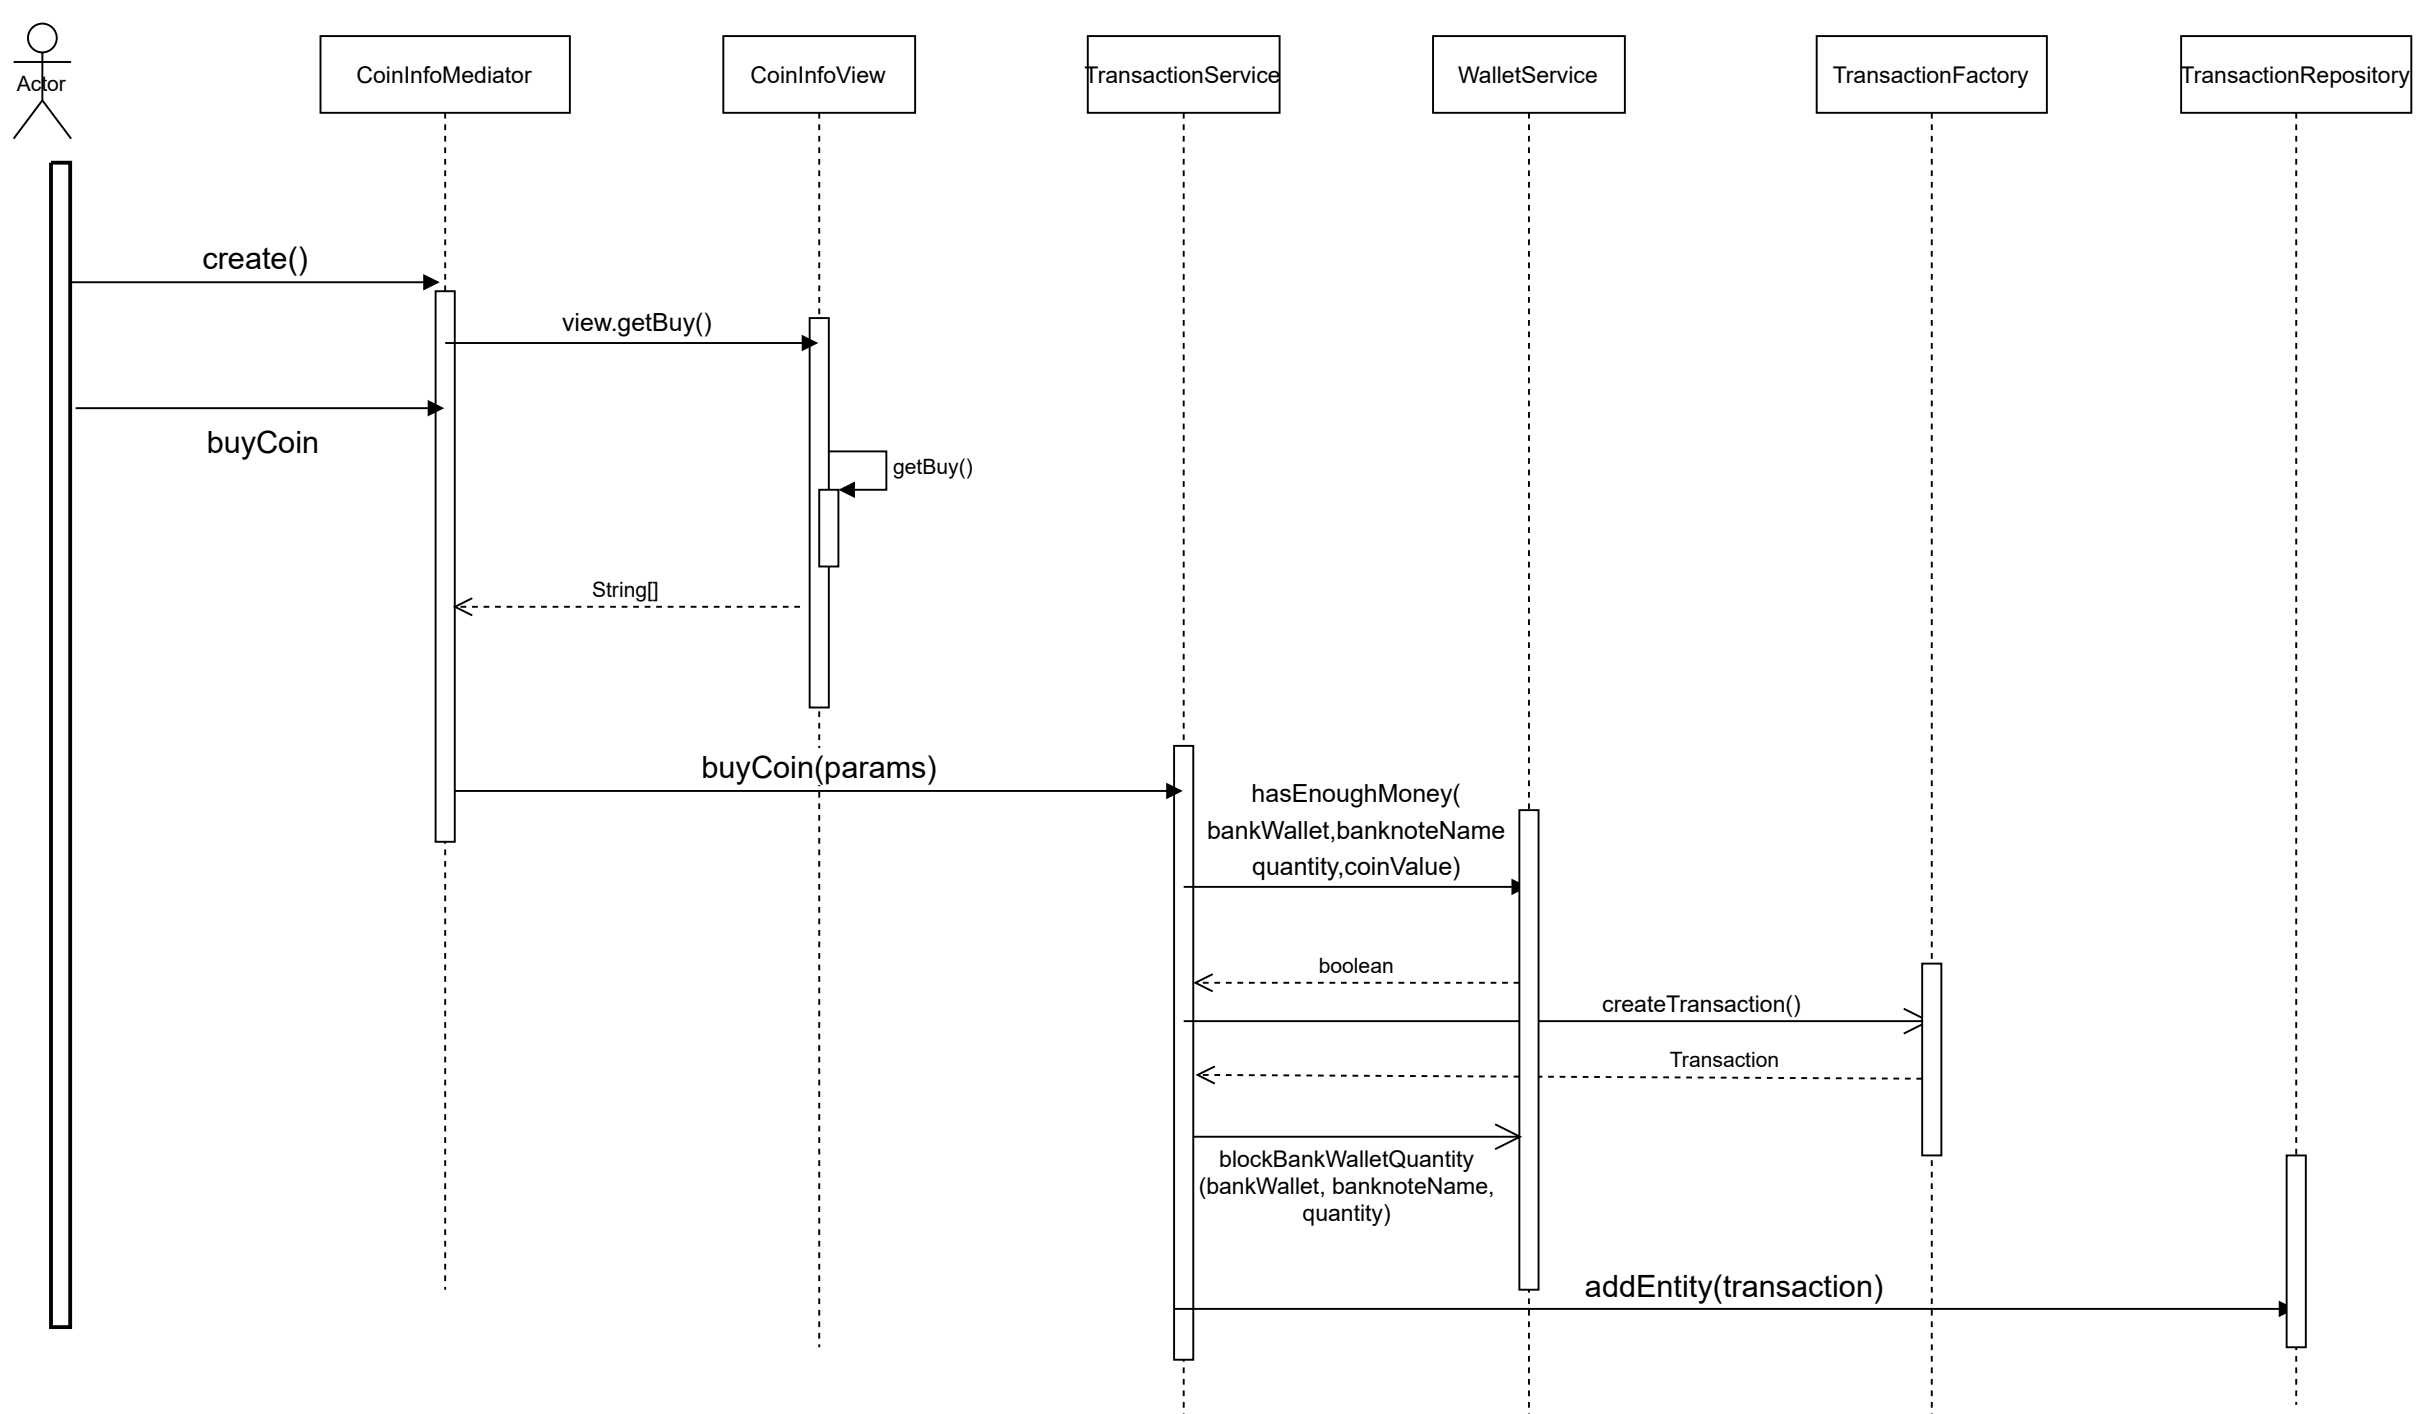 Actor
CoinInfoMediator
CoinInfoView
TransactionService
WalletService
TransactionFactory
TransactionRepository
create()
view.getBuy()
buyCoin
getBuy()
String[]
buyCoin(params)
hasEnoughMoney(
bankWallet,banknoteName
quantity,coinValue)
boolean
createTransaction()
Transaction
blockBankWalletQuantity
(bankWallet, banknoteName,
quantity)
addEntity(transaction)